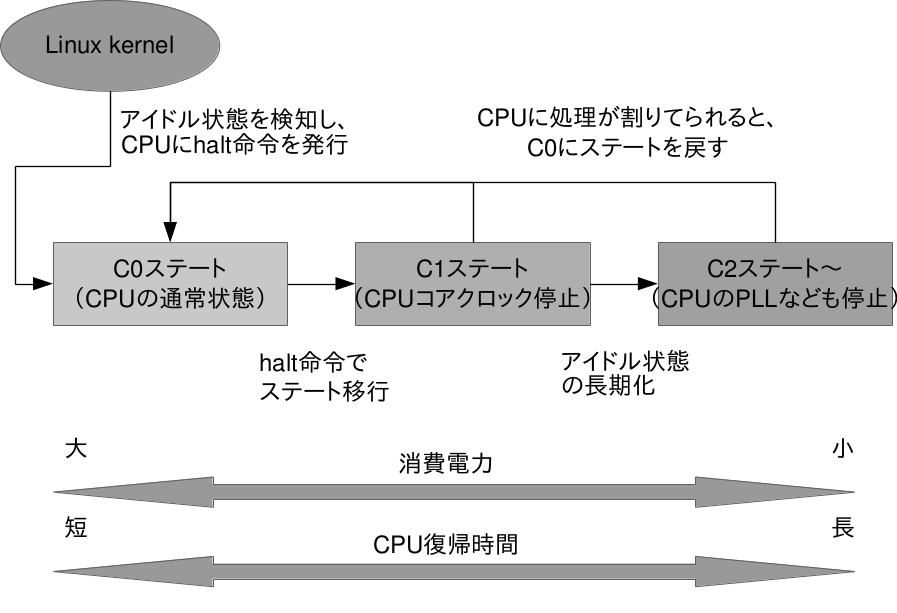 Linux kernel
アイドル状態を検知し、
CPUにhalt命令を発行
CPUに処理が割りてられると、
C0にステートを戻す
C0ステート
（CPUの通常状態）
C1ステート
（CPUコアクロック停止）
C2ステート～
（CPUのPLLなども停止）
halt命令で
ステート移行
アイドル状態
の長期化
大
消費電力
小
短
CPU復帰時間
長